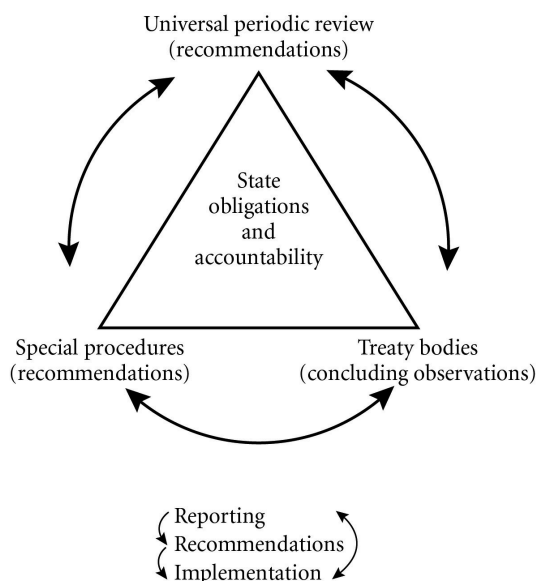 Universal periodic review
(recommendations)
State
obligations
and
accountability
Special procedures
(recommendations)
Treaty bodies
(concluding observations)
Reporting
Recommendations
Implementation